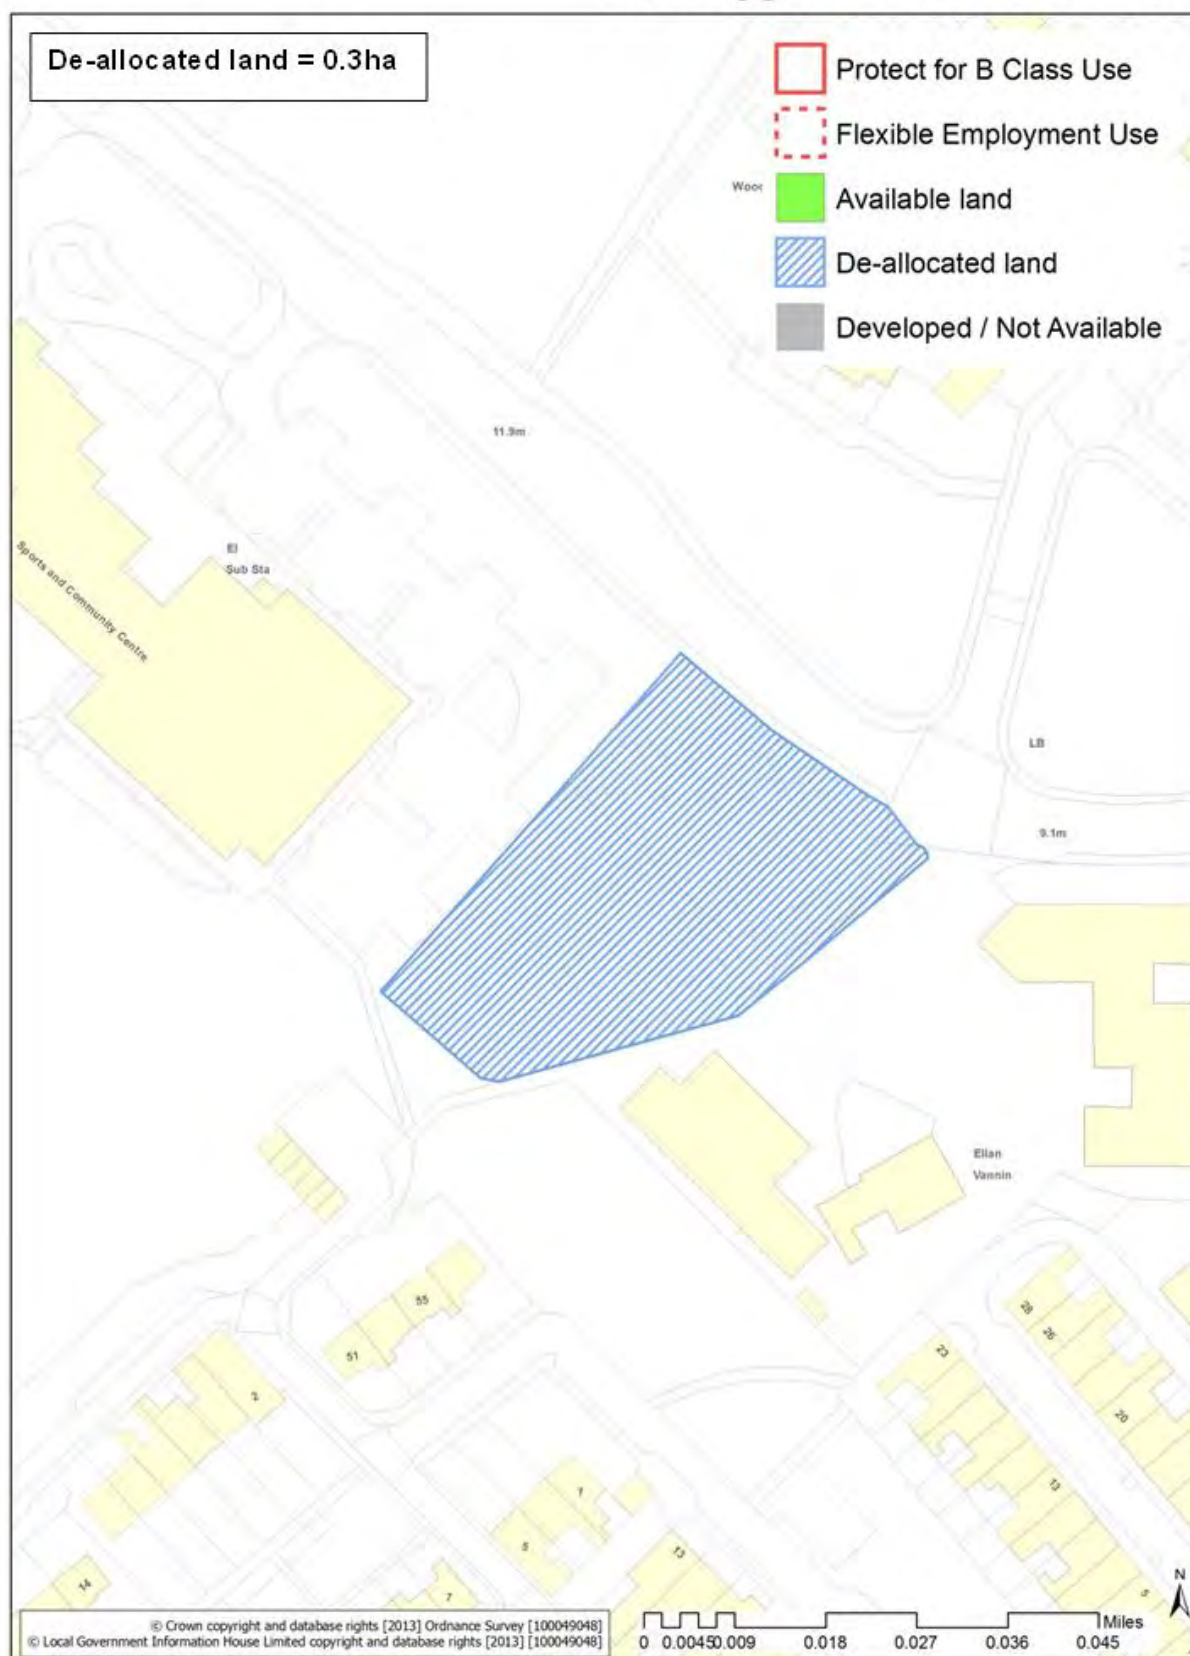 De-allocated land = 0.3ha
Protect for B Class Use
Flexible Employment Use
Available land
De-allocated land
Developed / Not Available
11.9m
El
Sub Sta
Sports and Community Centre
LB
9.1m
Ellan
Vannin
55
51
2
28
26
23
20
13
5
1
5
13
7
14
N
© Crown copyright and database rights [2013] Ordnance Survey [100049048]
© Local Government Information House Limited copyright and database rights [2013] [100049048]
Miles
0 0.0045 0.009 0.018 0.027 0.036 0.045